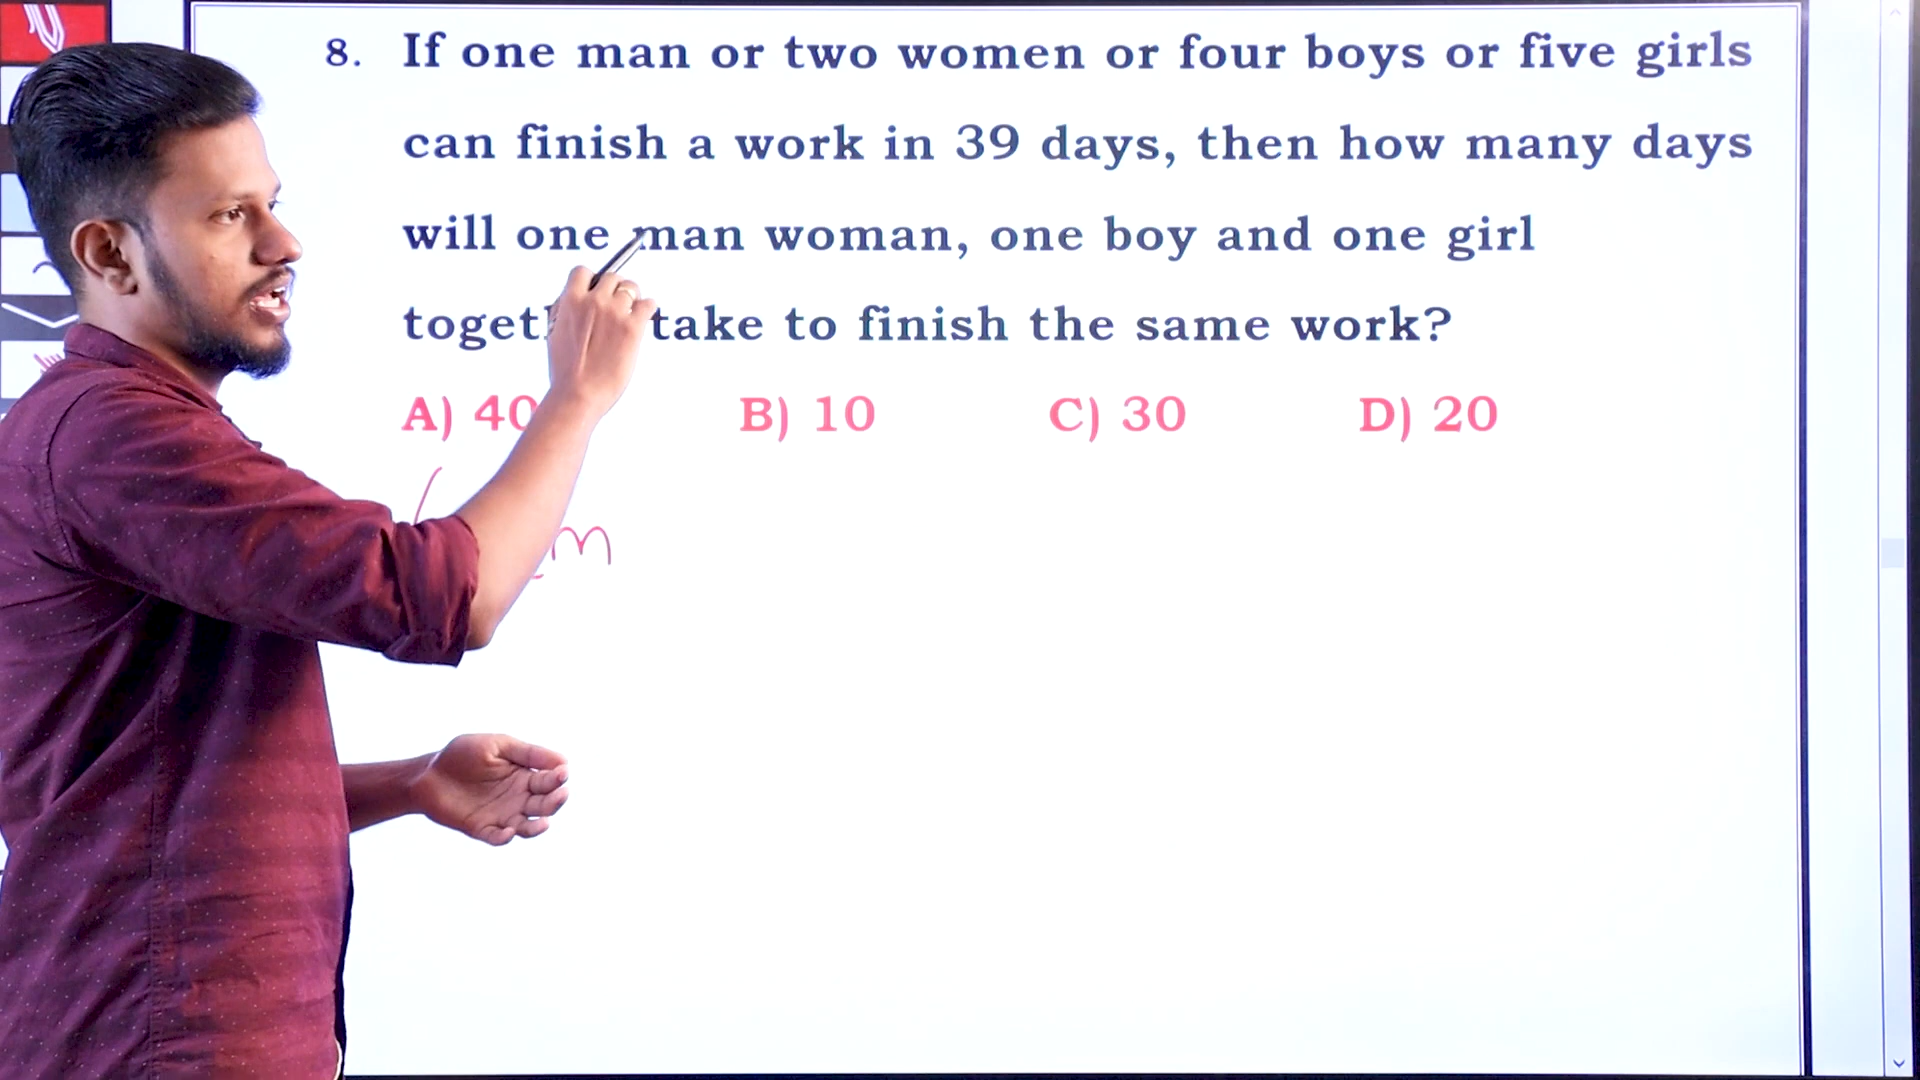 8. If one man or two women or four boys or five girls
can finish a work in 39 days, then how many days
will one man woman, one boy and one girl
take to finish the same work?
A) 40 B) 10 C) 30 D) 20
m